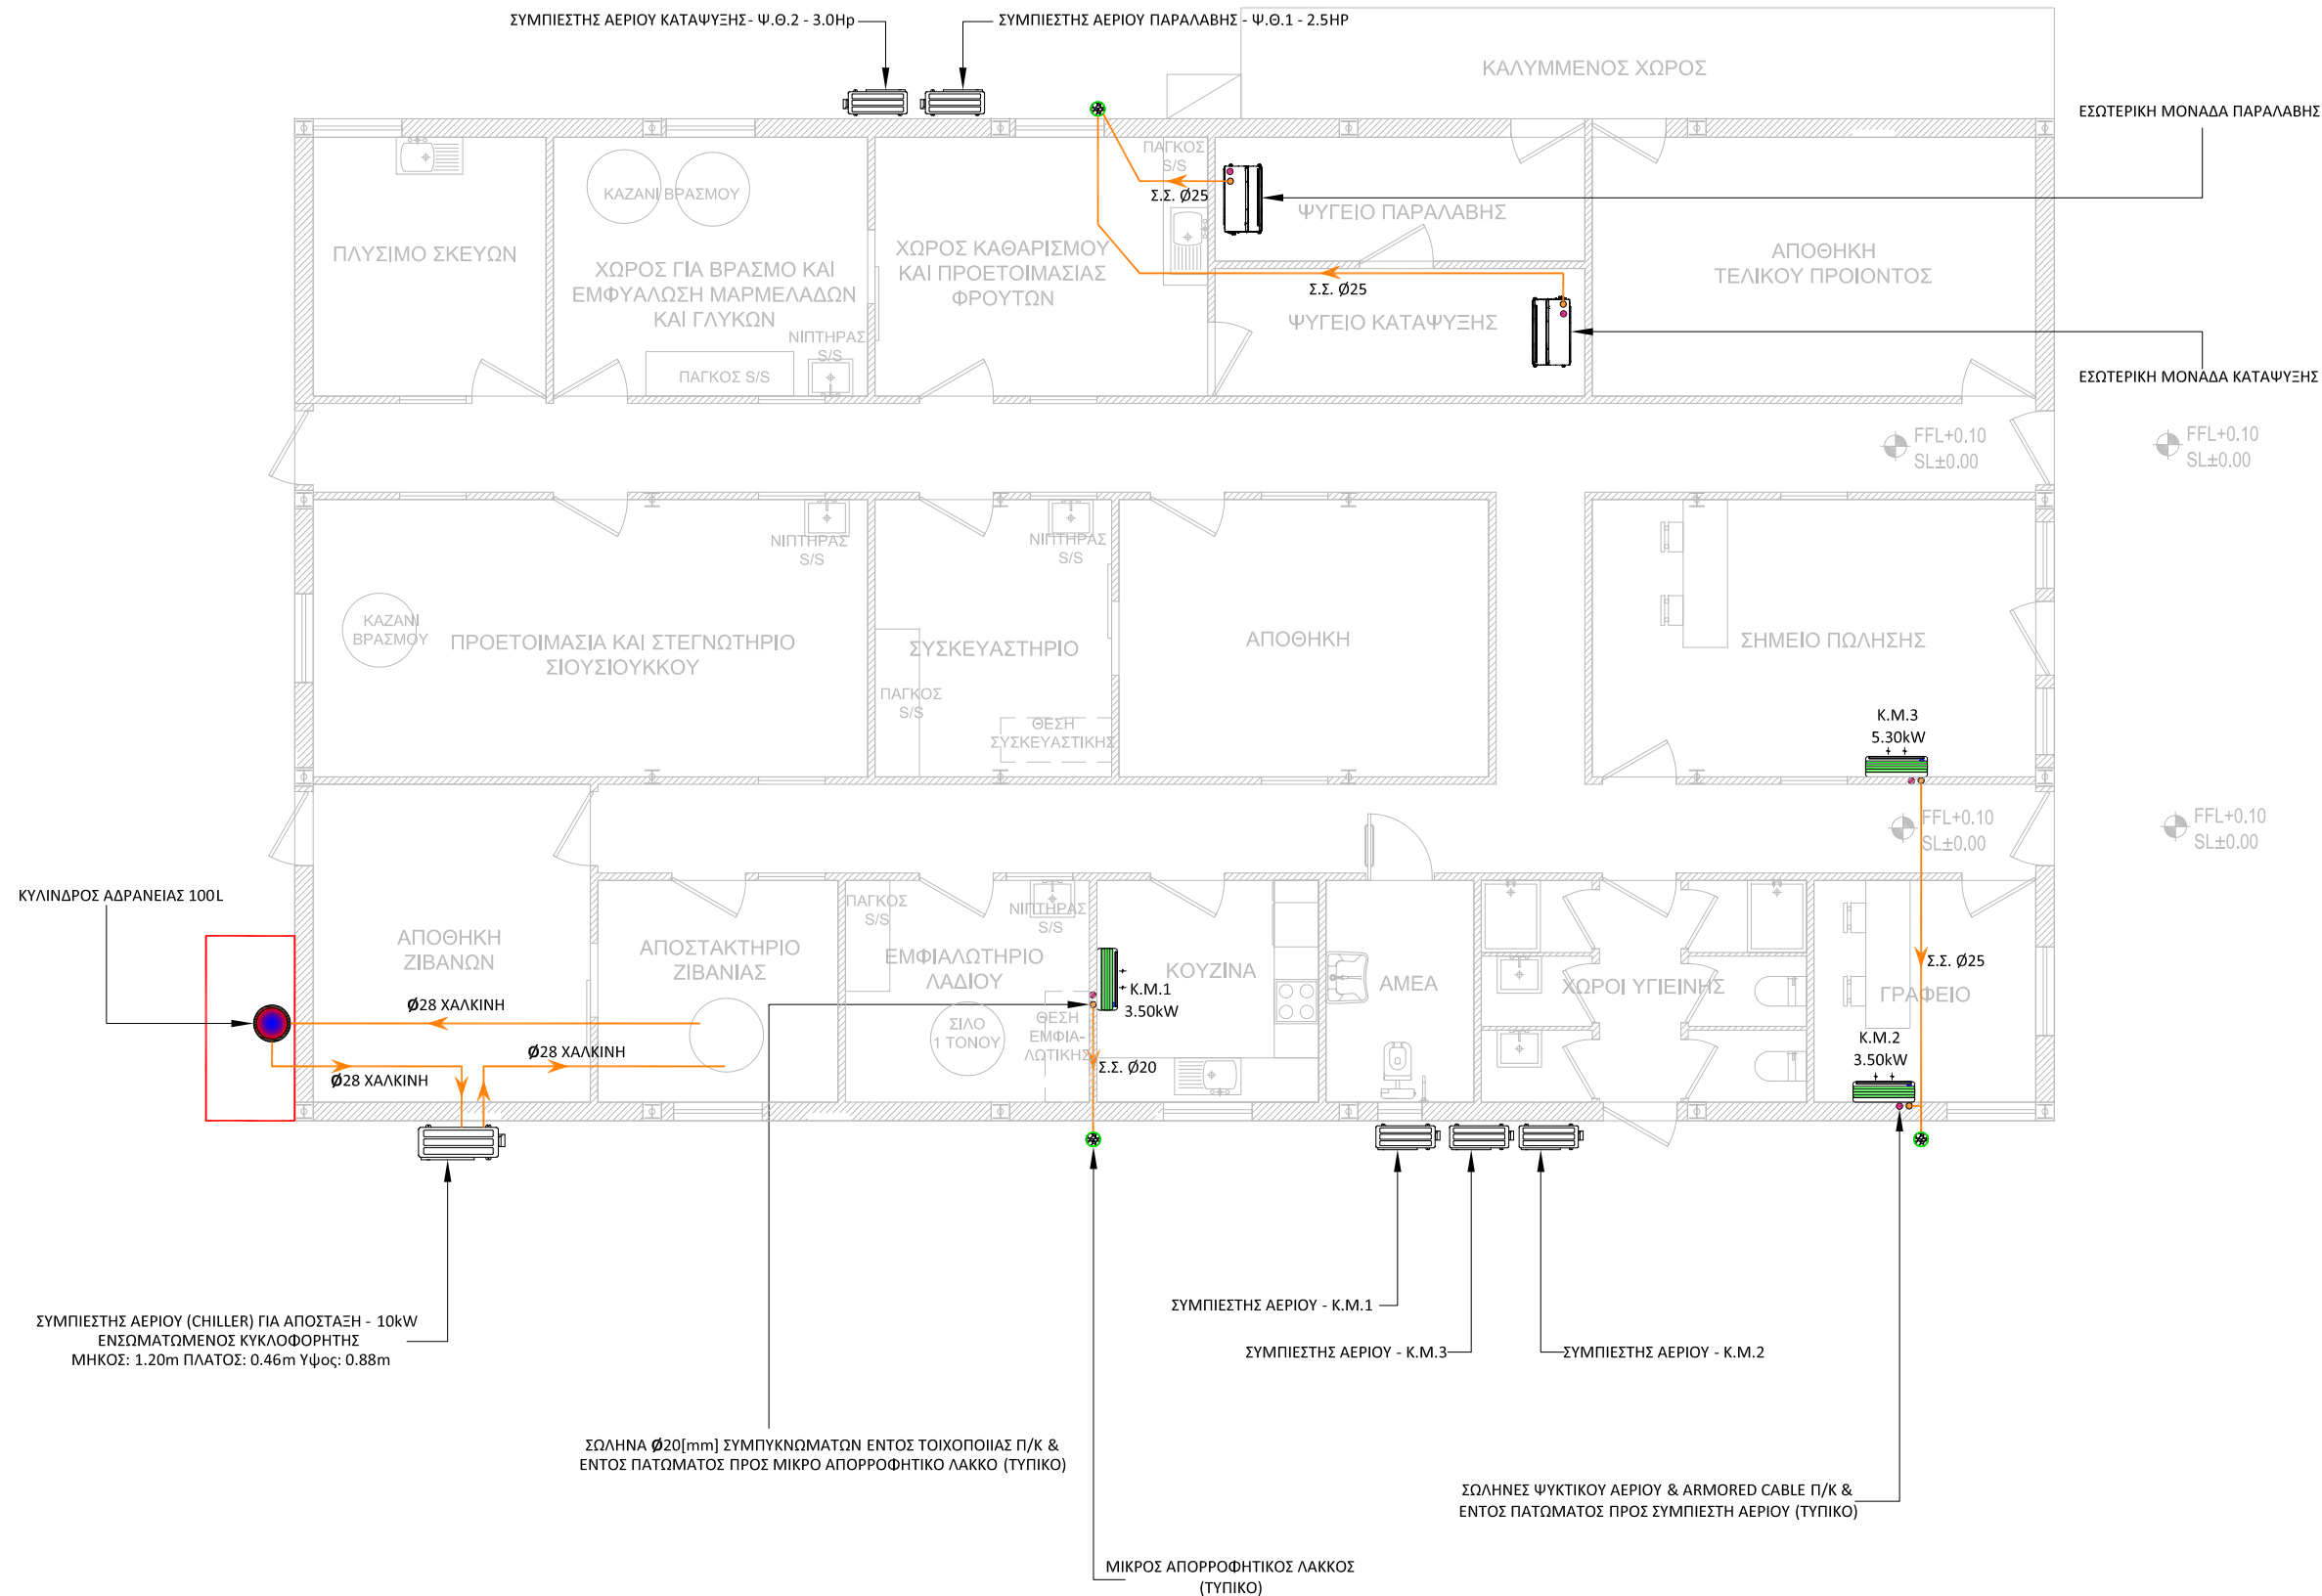 ΣΥΜΠΙΕΣΤΗΣ ΑΕΡΙΟΥ ΚΑΤΑΨΥΞΗΣ - Ψ.Θ.2 - 3.0Hp
ΣΥΜΠΙΕΣΤΗΣ ΑΕΡΙΟΥ ΠΑΡΑΛΑΒΗΣ - Ψ.Θ.1 - 2.5HP
ΚΑΛΥΜΜΕΝΟΣ ΧΩΡΟΣ
ΕΣΩΤΕΡΙΚΗ ΜΟΝΑΔΑ ΠΑΡΑΛΑΒΗΣ
ΠΑΓΚΟΣ
S/S
Σ.Σ. Ø25
ΚΑΖΑΝΙ ΒΡΑΣΜΟΥ
ΨΥΓΕΙΟ ΠΑΡΑΛΑΒΗΣ
ΠΛΥΣΙΜΟ ΣΚΕΥΩΝ
ΧΩΡΟΣ ΓΙΑ ΒΡΑΣΜΟ ΚΑΙ
ΕΜΦΥΑΛΩΣΗ ΜΑΡΜΕΛΑΔΩΝ
ΚΑΙ ΓΛΥΚΩΝ
ΧΩΡΟΣ ΚΑΘΑΡΙΣΜΟΥ
ΚΑΙ ΠΡΟΕΤΟΙΜΑΣΙΑΣ
ΦΡΟΥΤΩΝ
ΑΠΟΘΗΚΗ
ΤΕΛΙΚΟΥ ΠΡΟΙΟΝΤΟΣ
Σ.Σ. Ø25
ΨΥΓΕΙΟ ΚΑΤΑΨΥΞΗΣ
ΝΙΠΤΗΡΑΣ
S/S
ΠΑΓΚΟΣ S/S
ΕΣΩΤΕΡΙΚΗ ΜΟΝΑΔΑ ΚΑΤΑΨΥΞΗΣ
FFL+0.10
SL±0.00
FFL+0.10
SL±0.00
ΝΙΠΤΗΡΑΣ
S/S
ΝΙΠΤΗΡΑΣ
S/S
ΚΑΖΑΝΙ
ΒΡΑΣΜΟΥ
ΠΡΟΕΤΟΙΜΑΣΙΑ ΚΑΙ ΣΤΕΓΝΩΤΗΡΙΟ
ΣΙΟΥΣΙΟΥΚΚΟΥ
ΣΥΣΚΕΥΑΣΤΗΡΙΟ
ΑΠΟΘΗΚΗ
ΣΗΜΕΙΟ ΠΩΛΗΣΗΣ
ΠΑΓΚΟΣ
S/S
ΘΕΣΗ
ΣΥΣΚΕΥΑΣΤΙΚΗΣ
Κ.Μ.3
5.30kW
FFL+0.10
SL±0.00
FFL+0.10
SL±0.00
ΚΥΛΙΝΔΡΟΣ ΑΔΡΑΝΕΙΑΣ 100L
ΑΠΟΘΗΚΗ
ΖΙΒΑΝΩΝ
ΑΠΟΣΤΑΚΤΗΡΙΟ
ΖΙΒΑΝΙΑΣ
ΠΑΓΚΟΣ
S/S
ΝΙΠΤΗΡΑΣ
S/S
ΕΜΦΙΑΛΩΤΗΡΙΟ
ΛΑΔΙΟΥ
ΚΟΥΖΙΝΑ
ΑΜΕΑ
ΧΩΡΟΙ ΥΓΙΕΙΝΗΣ
Σ.Σ. Ø25
ΓΡΑΦΕΙΟ
Κ.Μ.1
3.50kW
Ø28 ΧΑΛΚΙΝΗ
ΣΙΛΟ
1 ΤΟΝΟΥ
ΘΕΣΗ
ΕΜΦΙΑ-
ΛΩΤΙΚΗΣ
Κ.Μ.2
3.50kW
Ø28 ΧΑΛΚΙΝΗ
Σ.Σ. Ø20
Ø28 ΧΑΛΚΙΝΗ
ΣΥΜΠΙΕΣΤΗΣ ΑΕΡΙΟΥ (CHILLER) ΓΙΑ ΑΠΟΣΤΑΞΗ - 10kW
ΕΝΣΩΜΑΤΩΜΕΝΟΣ ΚΥΚΛΟΦΟΡΗΤΗΣ
ΜΗΚΟΣ: 1.20m ΠΛΑΤΟΣ: 0.46m Υψος: 0.88m
ΣΥΜΠΙΕΣΤΗΣ ΑΕΡΙΟΥ - Κ.Μ.1
ΣΥΜΠΙΕΣΤΗΣ ΑΕΡΙΟΥ - Κ.Μ.3
ΣΥΜΠΙΕΣΤΗΣ ΑΕΡΙΟΥ - Κ.Μ.2
ΣΩΛΗΝΑ Ø20[mm] ΣΥΜΠΥΚΝΩΜΑΤΩΝ ΕΝΤΟΣ ΤΟΙΧΟΠΟΙΙΑΣ Π/Κ &
ΕΝΤΟΣ ΠΑΤΩΜΑΤΟΣ ΠΡΟΣ ΜΙΚΡΟ ΑΠΟΡΡΟΦΗΤΙΚΟ ΛΑΚΚΟ (ΤΥΠΙΚΟ)
ΣΩΛΗΝΕΣ ΨΥΚΤΙΚΟΥ ΑΕΡΙΟΥ & ARMORED CABLE Π/Κ &
ΕΝΤΟΣ ΠΑΤΩΜΑΤΟΣ ΠΡΟΣ ΣΥΜΠΙΕΣΤΗ ΑΕΡΙΟΥ (ΤΥΠΙΚΟ)
ΜΙΚΡΟΣ ΑΠΟΡΡΟΦΗΤΙΚΟΣ ΛΑΚΚΟΣ
(ΤΥΠΙΚΟ)